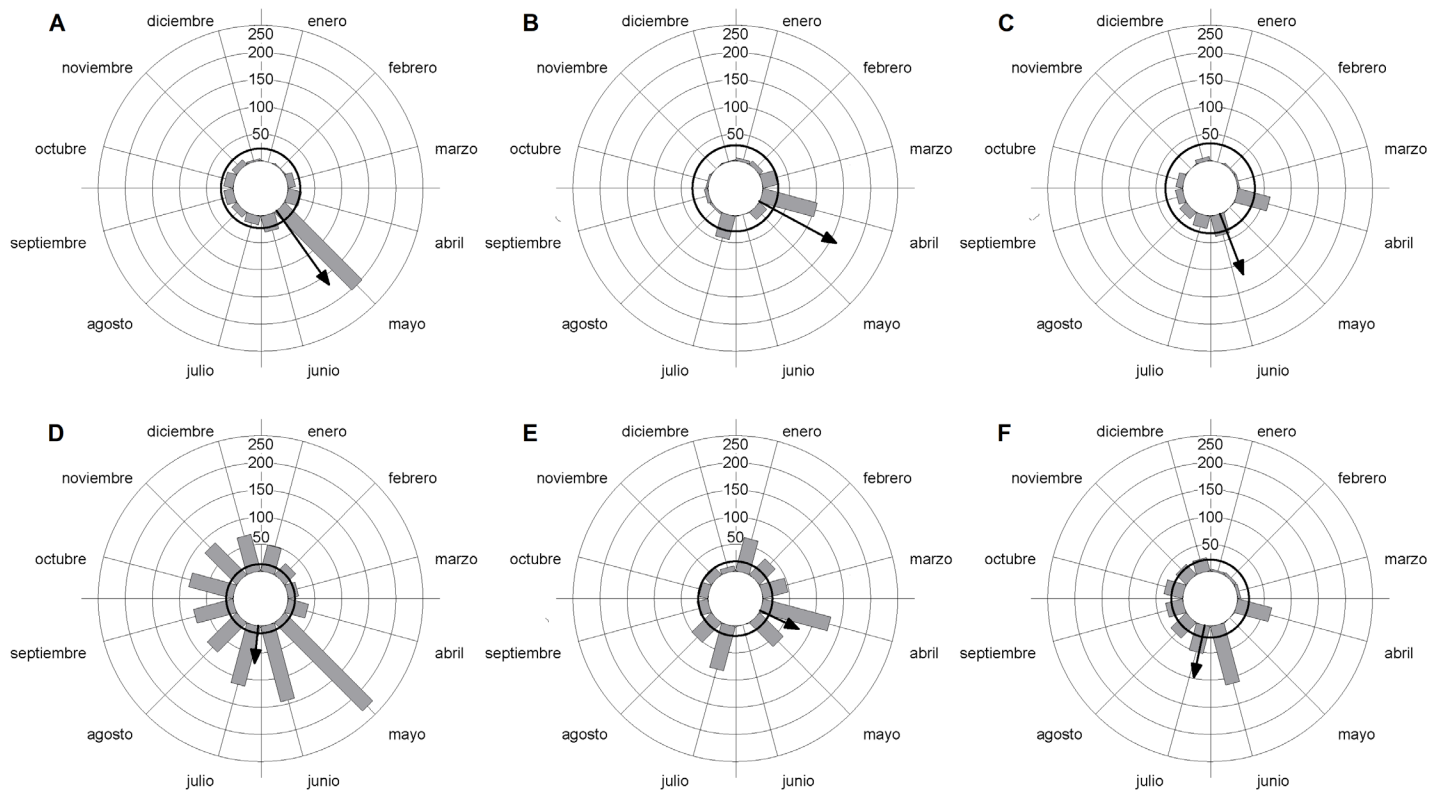 A
diciembre
enero
noviembre
febrero
octubre
marzo
septiembre
abril
agosto
mayo
julio
junio
250
200
150
100
50
B
diciembre
enero
noviembre
febrero
octubre
marzo
septiembre
abril
agosto
mayo
julio
junio
250
200
150
100
50
C
diciembre
enero
noviembre
febrero
octubre
marzo
septiembre
abril
agosto
mayo
julio
junio
250
200
150
100
50
D
diciembre
enero
noviembre
febrero
octubre
marzo
septiembre
abril
agosto
mayo
julio
junio
250
200
150
100
50
E
diciembre
enero
noviembre
febrero
octubre
marzo
septiembre
abril
agosto
mayo
julio
junio
250
200
150
100
50
F
diciembre
enero
noviembre
febrero
octubre
marzo
septiembre
abril
agosto
mayo
julio
junio
250
200
150
100
50